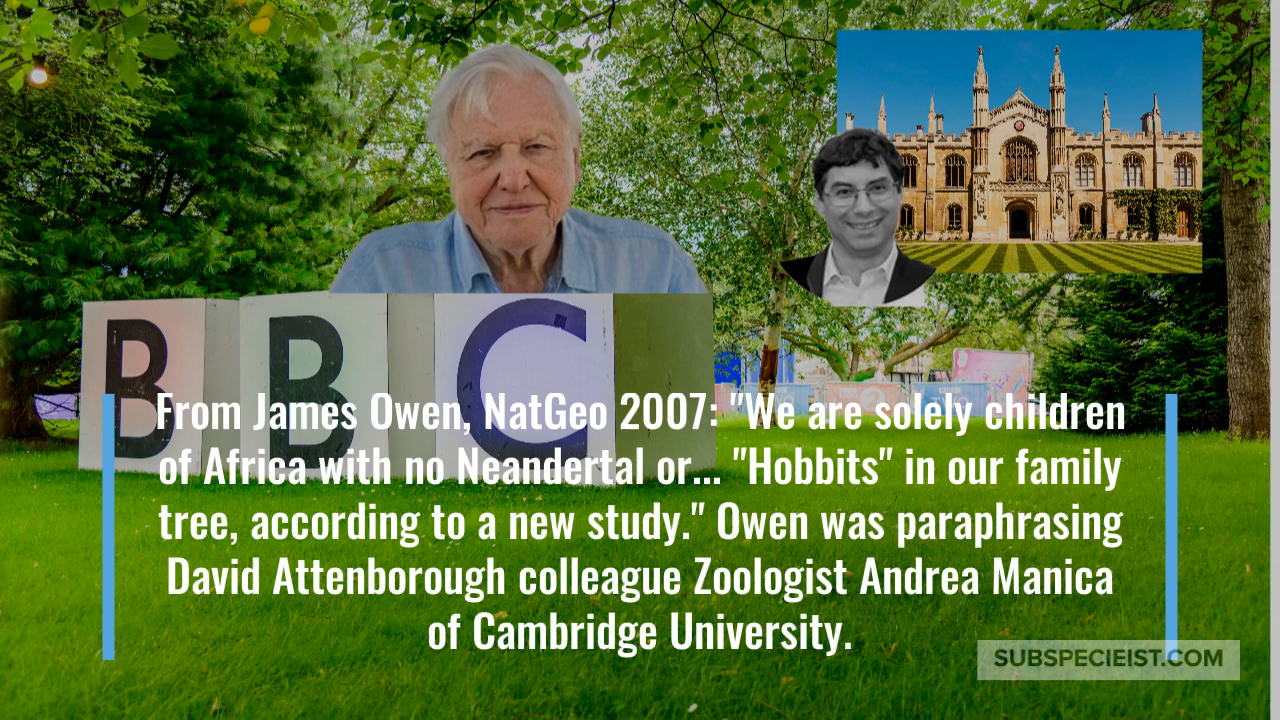 BBC
From James Owen, NatGeo 2007: "We are solely children
of Africa with no Neandertal or... "Hobbits" in our family
tree, according to a new study." Owen was paraphrasing
David Attenborough colleague Zoologist Andrea Manica
of Cambridge University.
SUBSPECIEIST.COM